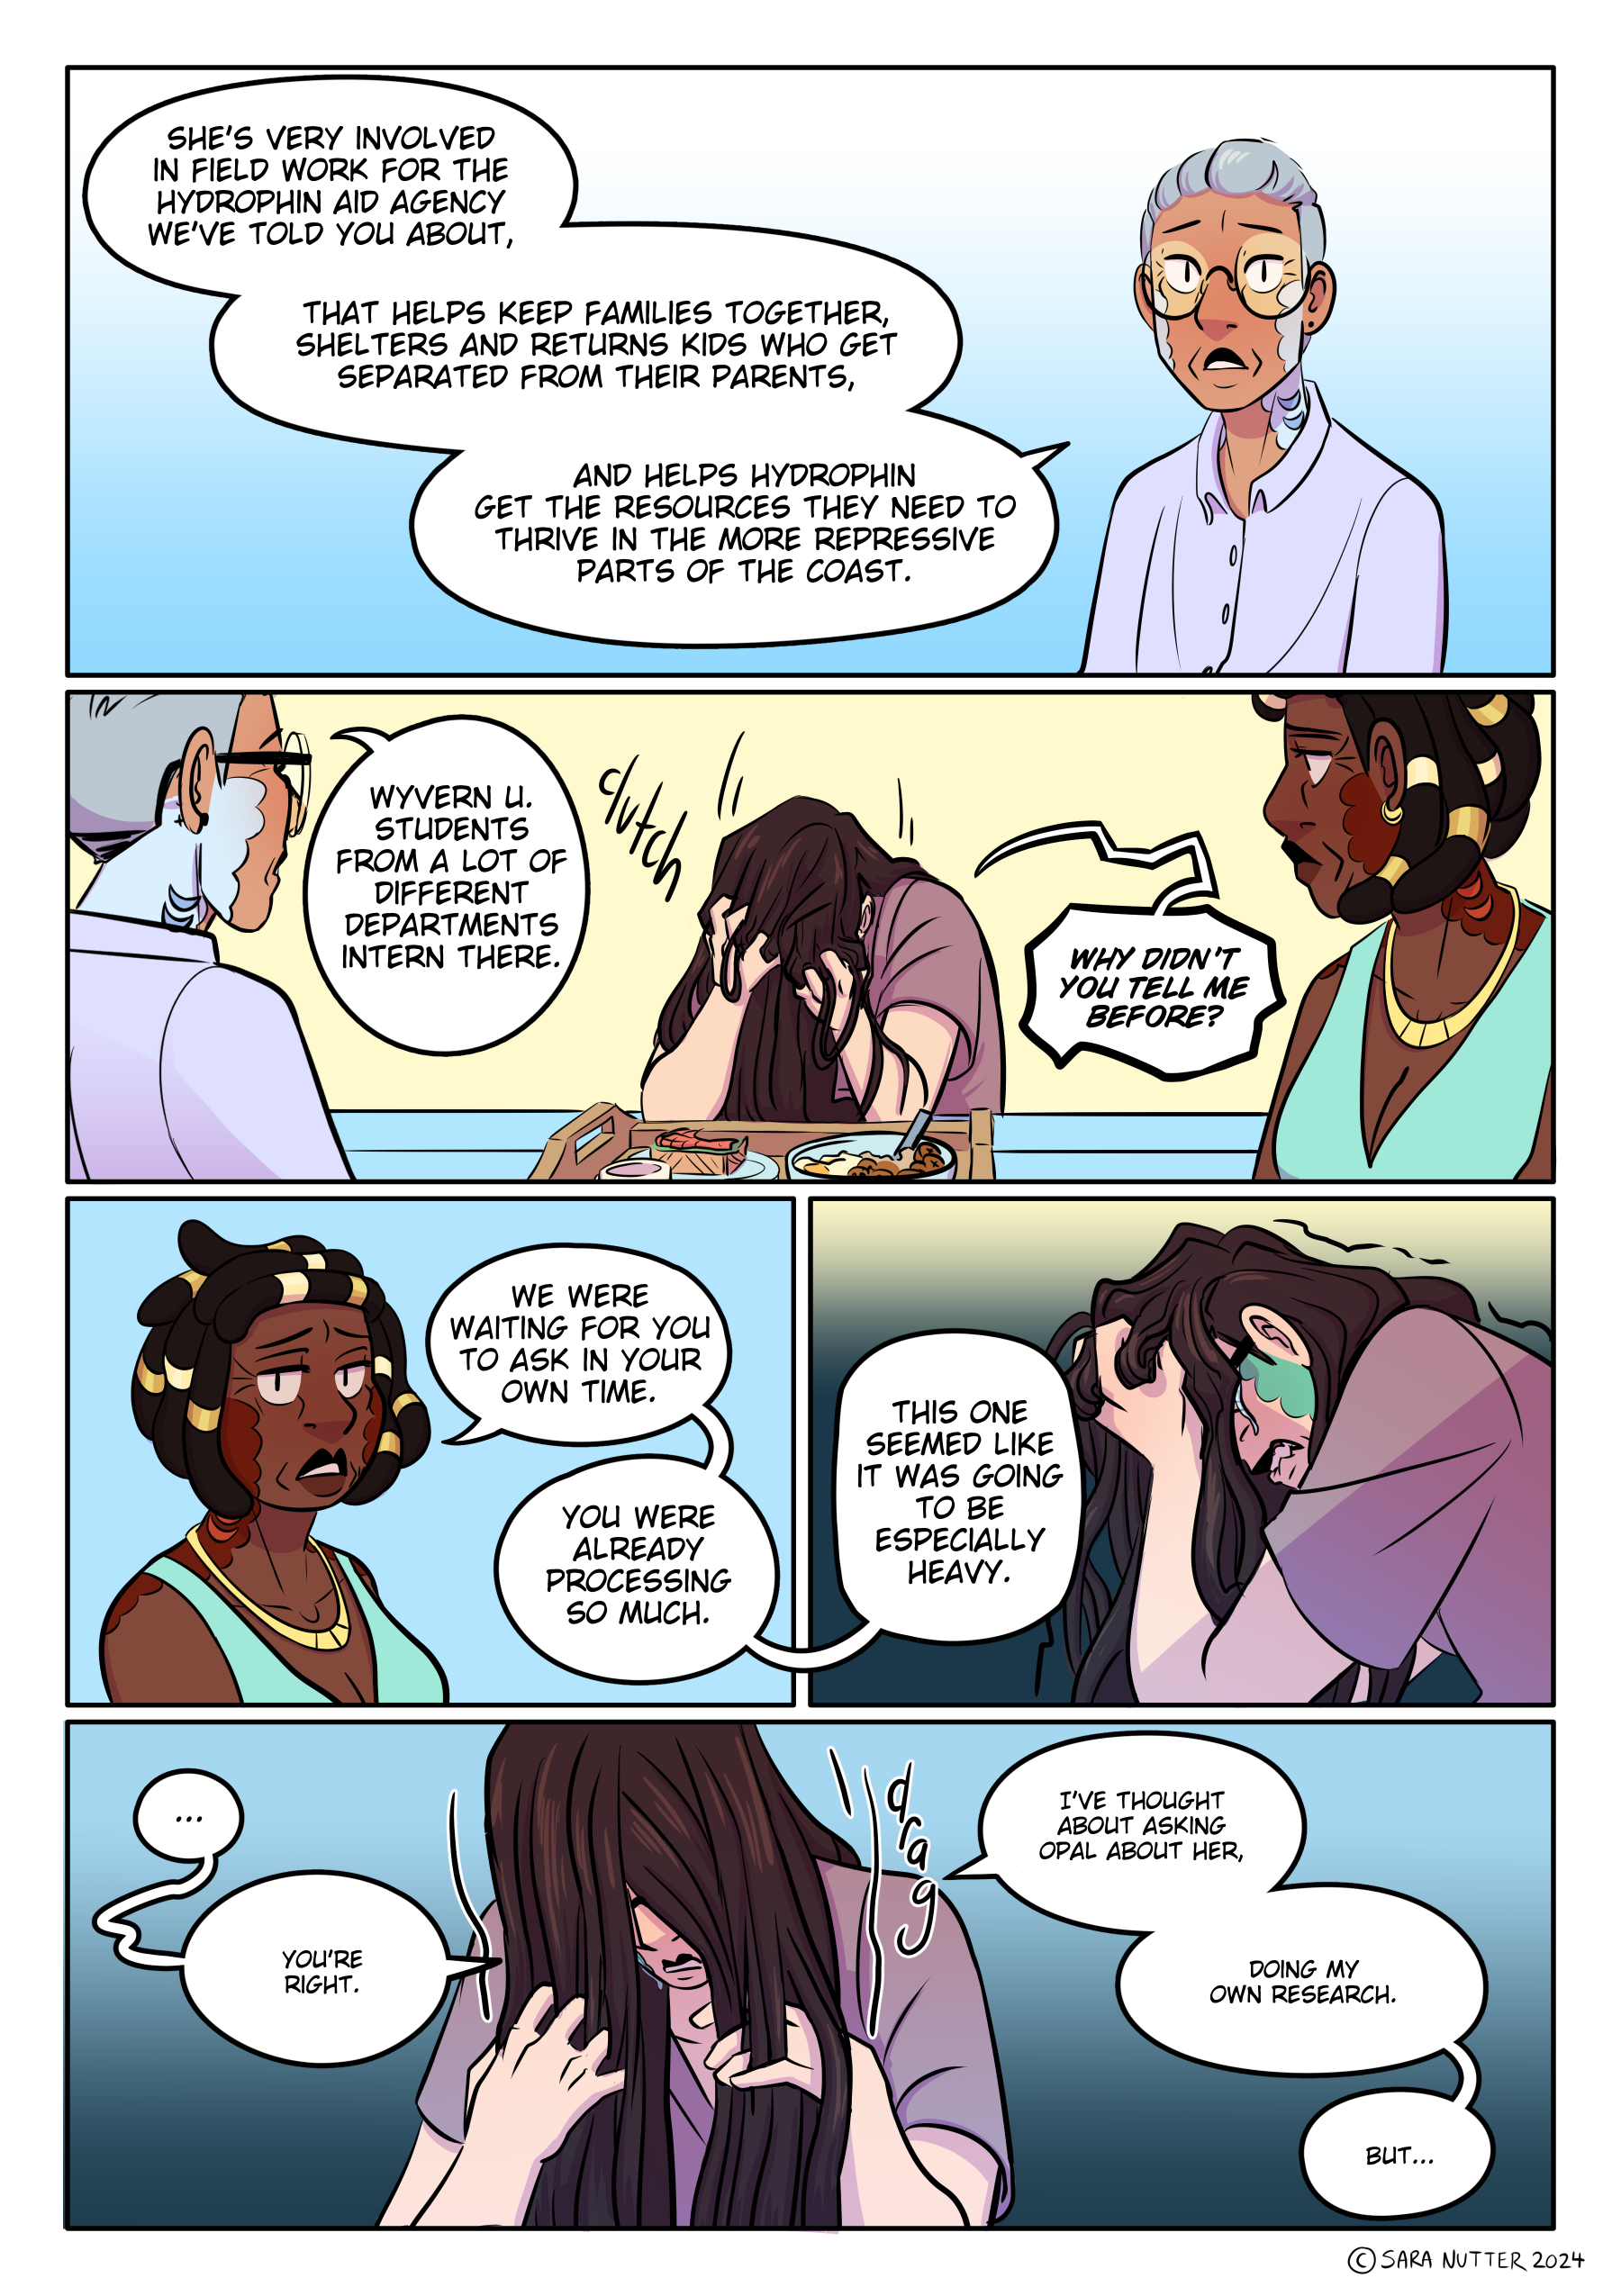 SHE'S VERY INVOLVED
IN FIELD WORK FOR THE
HYDROPHIN AID AGENCY
WE'VE TOLD YOU ABOUT,
THAT HELPS KEEP FAMILIES TOGETHER,
SHELTERS AND RETURNS KIDS WHO GET
SEPARATED FROM THEIR PARENTS,
AND HELPS HYDROPHIN
GET THE RESOURCES THEY NEED TO
THRIVE IN THE MORE REPRESSIVE
PARTS OF THE COAST.
WYVERN U.
STUDENTS
FROM A LOT OF
DIFFERENT
DEPARTMENTS
INTERN THERE.
clutch
WHY DIDN'T
YOU TELL ME
BEFORE?
WE WERE
WAITING FOR YOU
TO ASK IN YOUR
OWN TIME.
YOU WERE
ALREADY
PROCESSING
SO MUCH.
THIS ONE
SEEMED LIKE
IT WAS GOING
TO BE
ESPECIALLY
HEAVY.
...
YOU'RE
RIGHT.
drag
I'VE THOUGHT
ABOUT ASKING
OPAL ABOUT HER,
DOING MY
OWN RESEARCH.
BUT...
© SARA NUTTER 2024